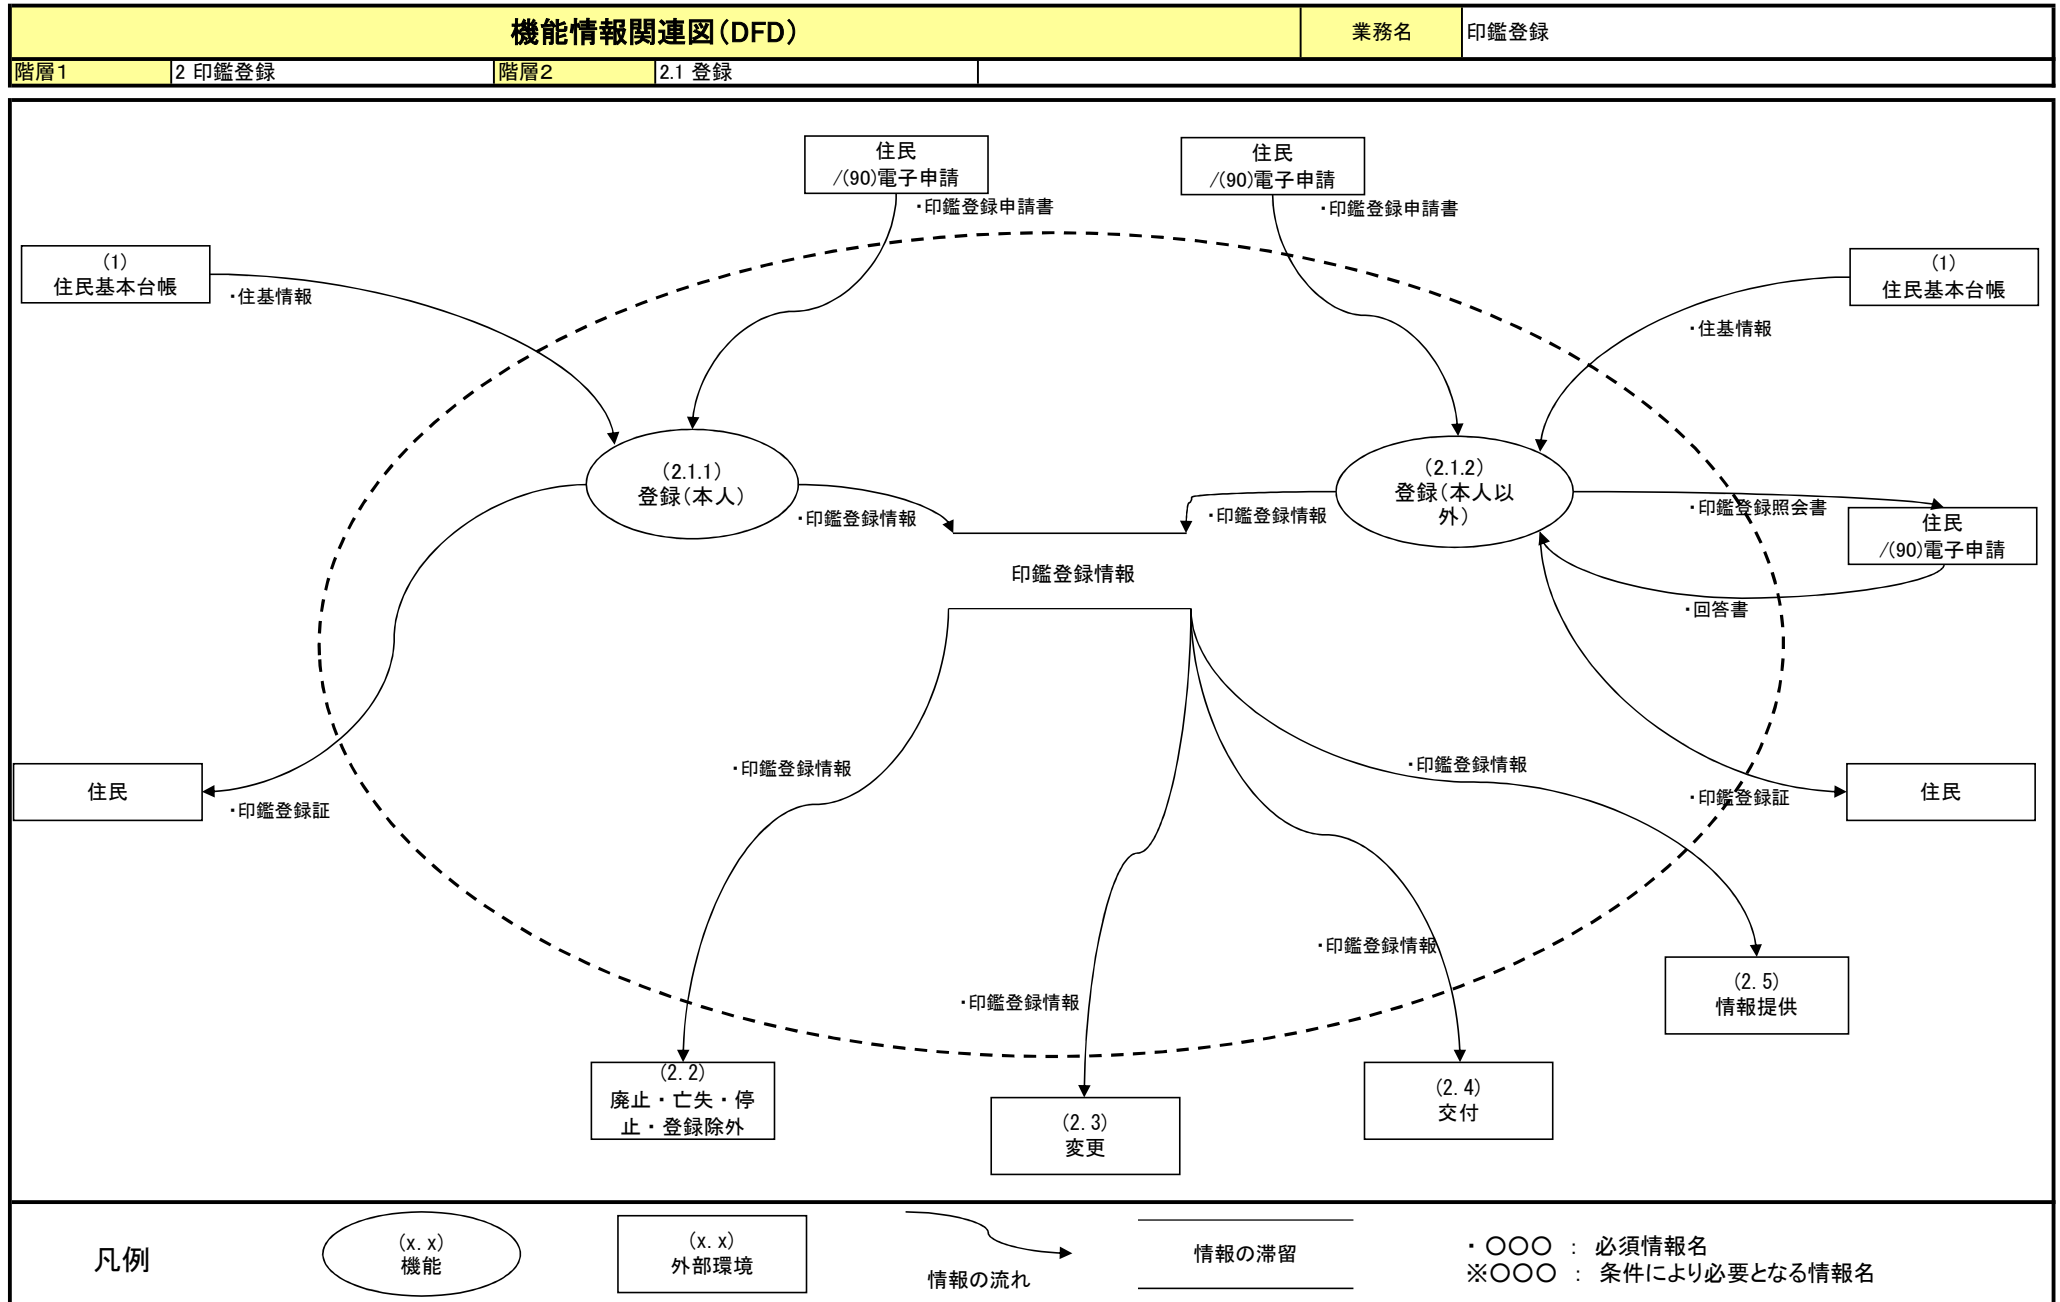 機能情報関連図(DFD)
業務名
印鑑登録
階層1
2 印鑑登録
階層2
2.1 登録
住民
/(90)電子申請
・印鑑登録申請書
住民
/(90)電子申請
・印鑑登録申請書
(1)
住民基本台帳
・住基情報
(1)
住民基本台帳
・住基情報
(2.1.1)
登録(本人)
・印鑑登録情報
(2.1.2)
登録(本人以
外)
・印鑑登録情報
・印鑑登録照会書
住民
/(90)電子申請
・回答書
印鑑登録情報
住民
・印鑑登録証
・印鑑登録情報
・印鑑登録情報
・印鑑登録証
住民
・印鑑登録情報
・印鑑登録情報
(2.5)
情報提供
(2.2)
廃止・亡失・停
止・登録除外
(2.3)
変更
(2.4)
交付
凡例
(x.x)
機能
(x.x)
外部環境
情報の流れ
情報の滞留
・ ○○○ : 必須情報名
※○○○ : 条件により必要となる情報名